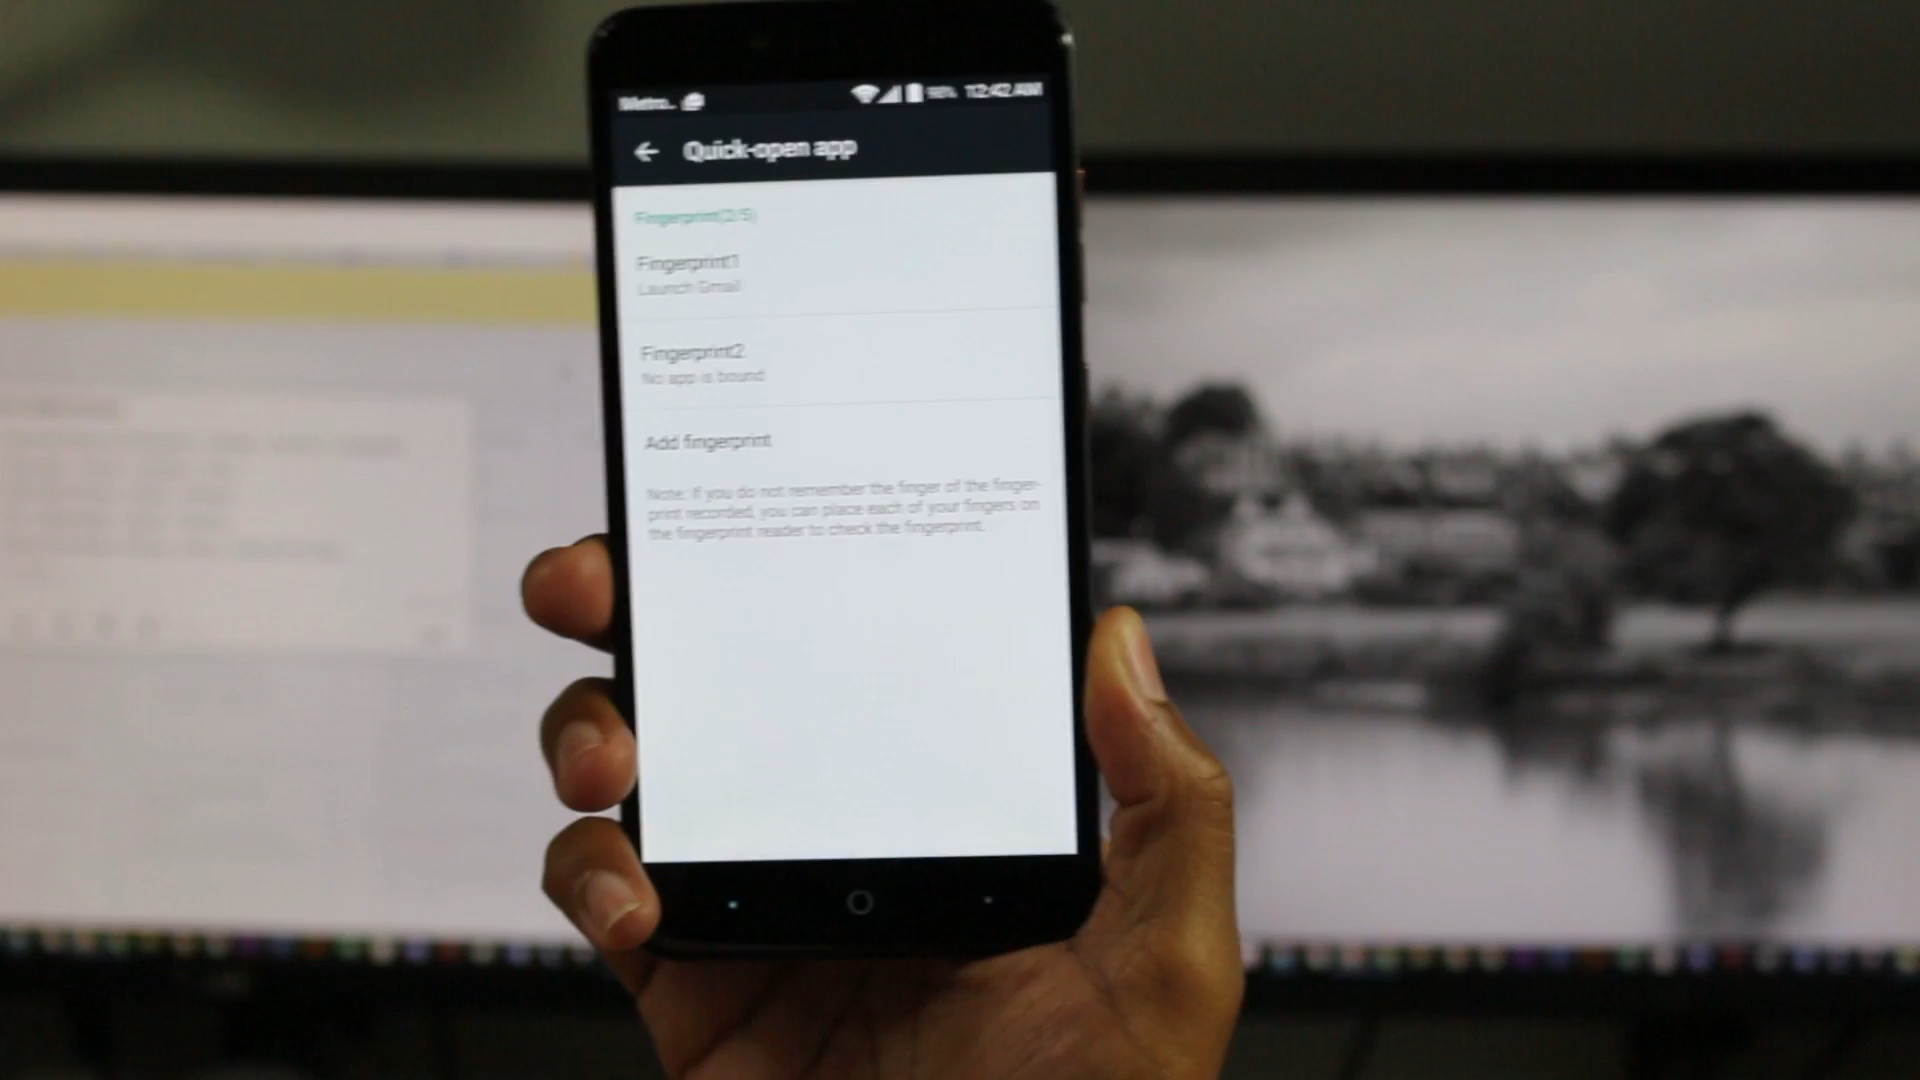 Metro.. 98% 12:42 AM
Quick-open app
Fingerprint(2/5)
Fingerprint1
Launch Gmail
Fingerprint2
No app is bound
Add fingerprint
Note: If you do not remember the finger of the finger-
print recorded, you can place each of your fingers on
the fingerprint reader to check the fingerprint.